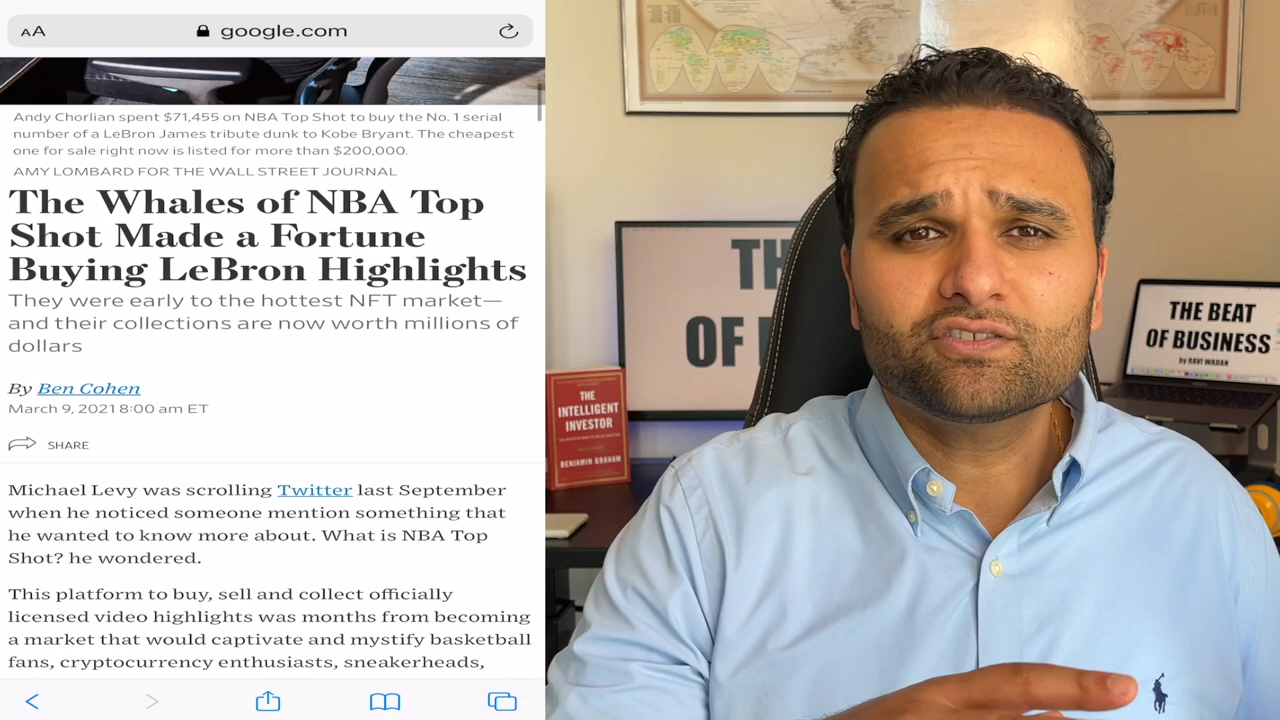 AA
google.com
Andy Chorlian spent $71,455 on NBA Top Shot to buy the No. 1 serial
number of a LeBron James tribute dunk to Kobe Bryant. The cheapest
one for sale right now is listed for more than $200,000.
AMY LOMBARD FOR THE WALL STREET JOURNAL
The Whales of NBA Top
Shot Made a Fortune
Buying LeBron Highlights
They were early to the hottest NFT market—
and their collections are now worth millions of
dollars
By Ben Cohen
March 9, 2021 8:00 am ET
SHARE
Michael Levy was scrolling Twitter last September
when he noticed someone mention something that
he wanted to know more about. What is NBA Top
Shot? he wondered.
This platform to buy, sell and collect officially
licensed video highlights was months from becoming
a market that would captivate and mystify basketball
fans, cryptocurrency enthusiasts, sneakerheads,
THE
INTELLIGENT
INVESTOR
BENJAMIN GRAHAM
TH
OF
THE BEAT
OF BUSINESS
by RAVI WADAN